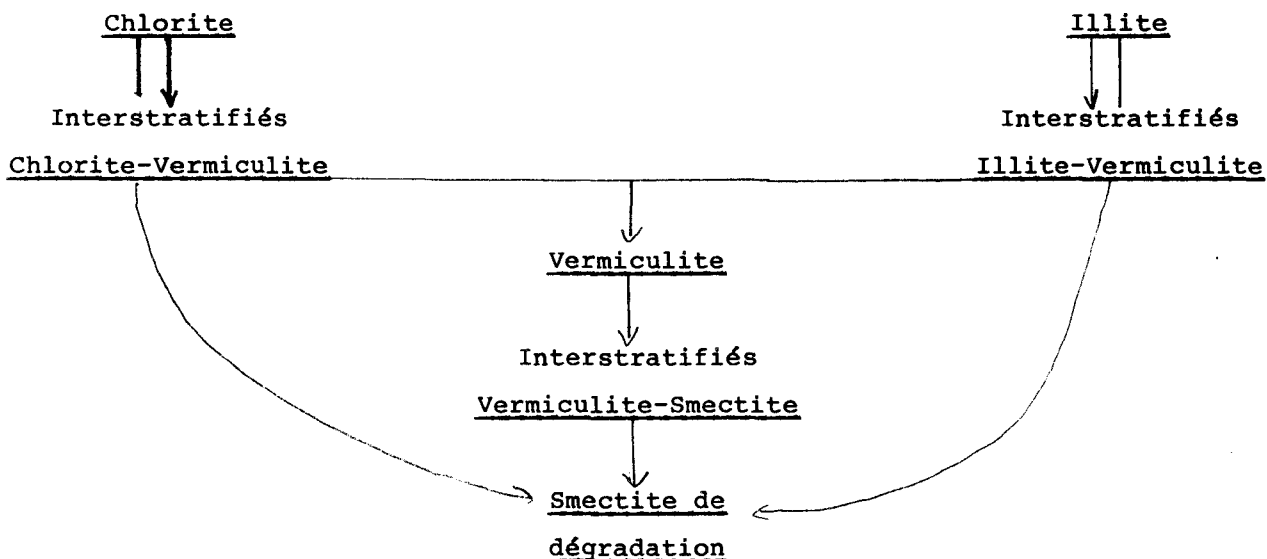 Chlorite
Illite
Interstratifiés
Interstratifiés
Chlorite-Vermiculite
Illite-Vermiculite
Vermiculite
Interstratifiés
Vermiculite-Smectite
Smectite de
dégradation